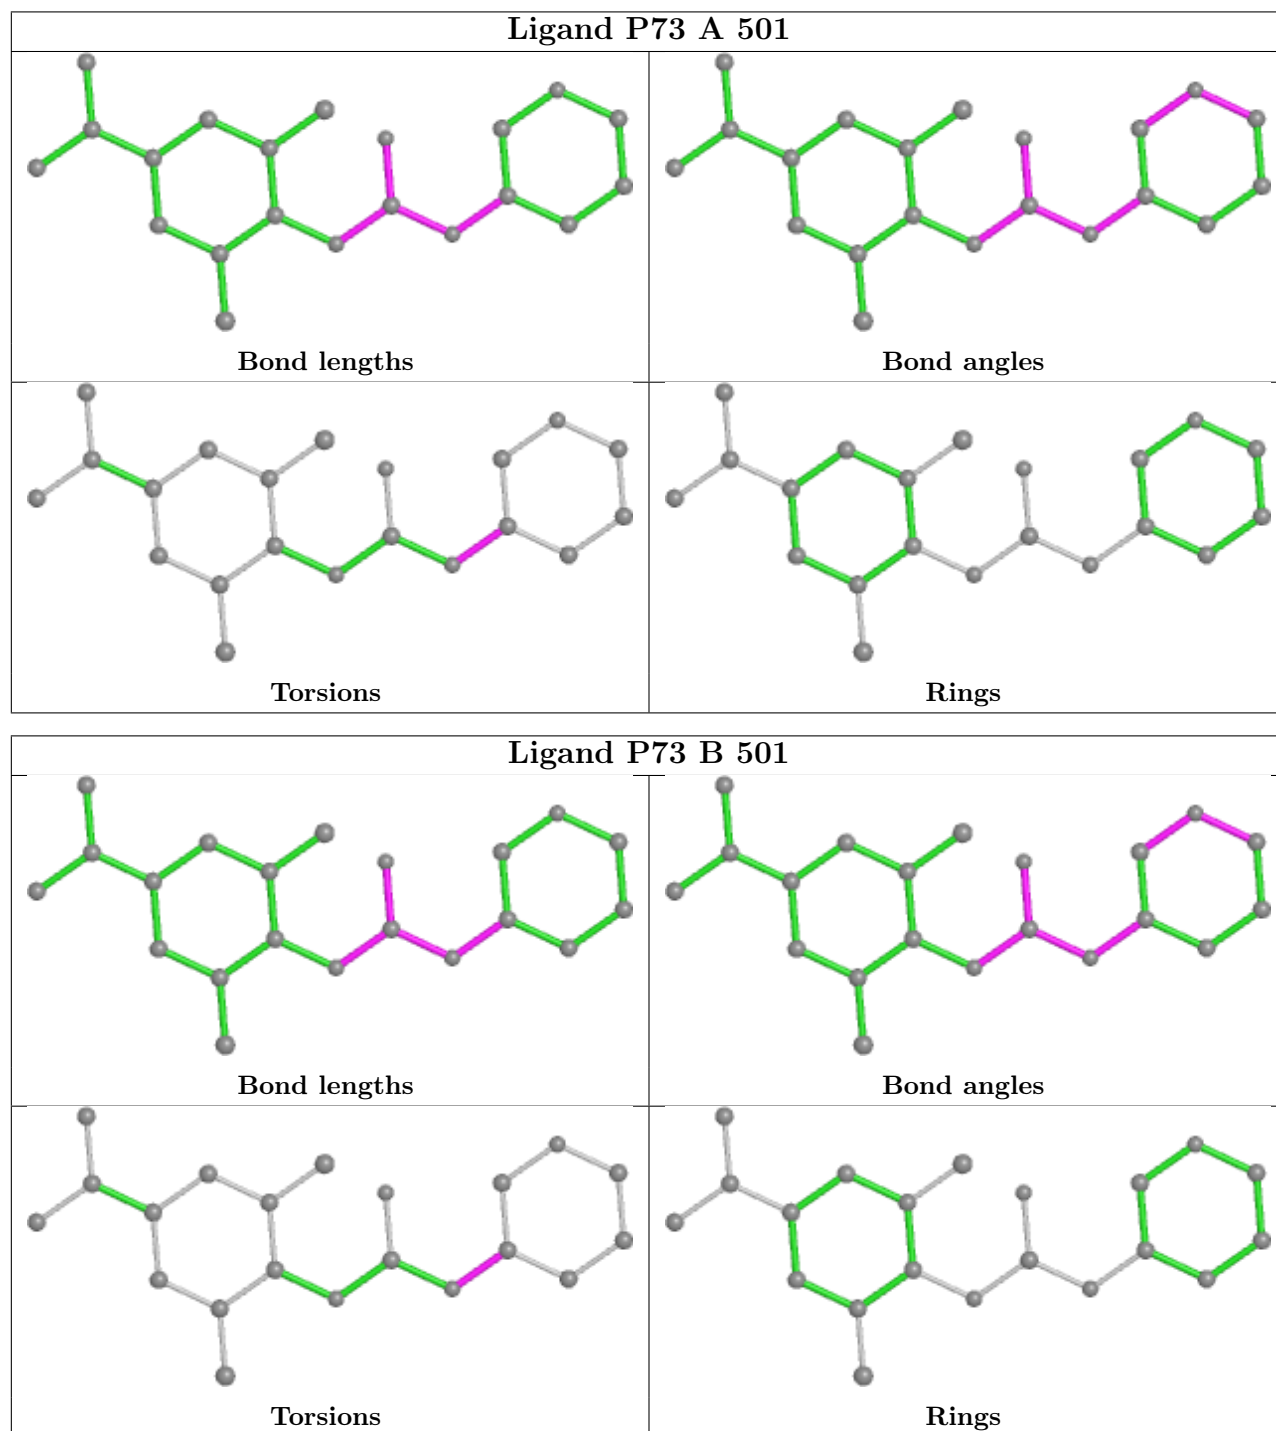 Ligand P73 A 501
Bond lengths
Bond angles
Torsions
Rings
Ligand P73 B 501
Bond lengths
Bond angles
Torsions
Rings